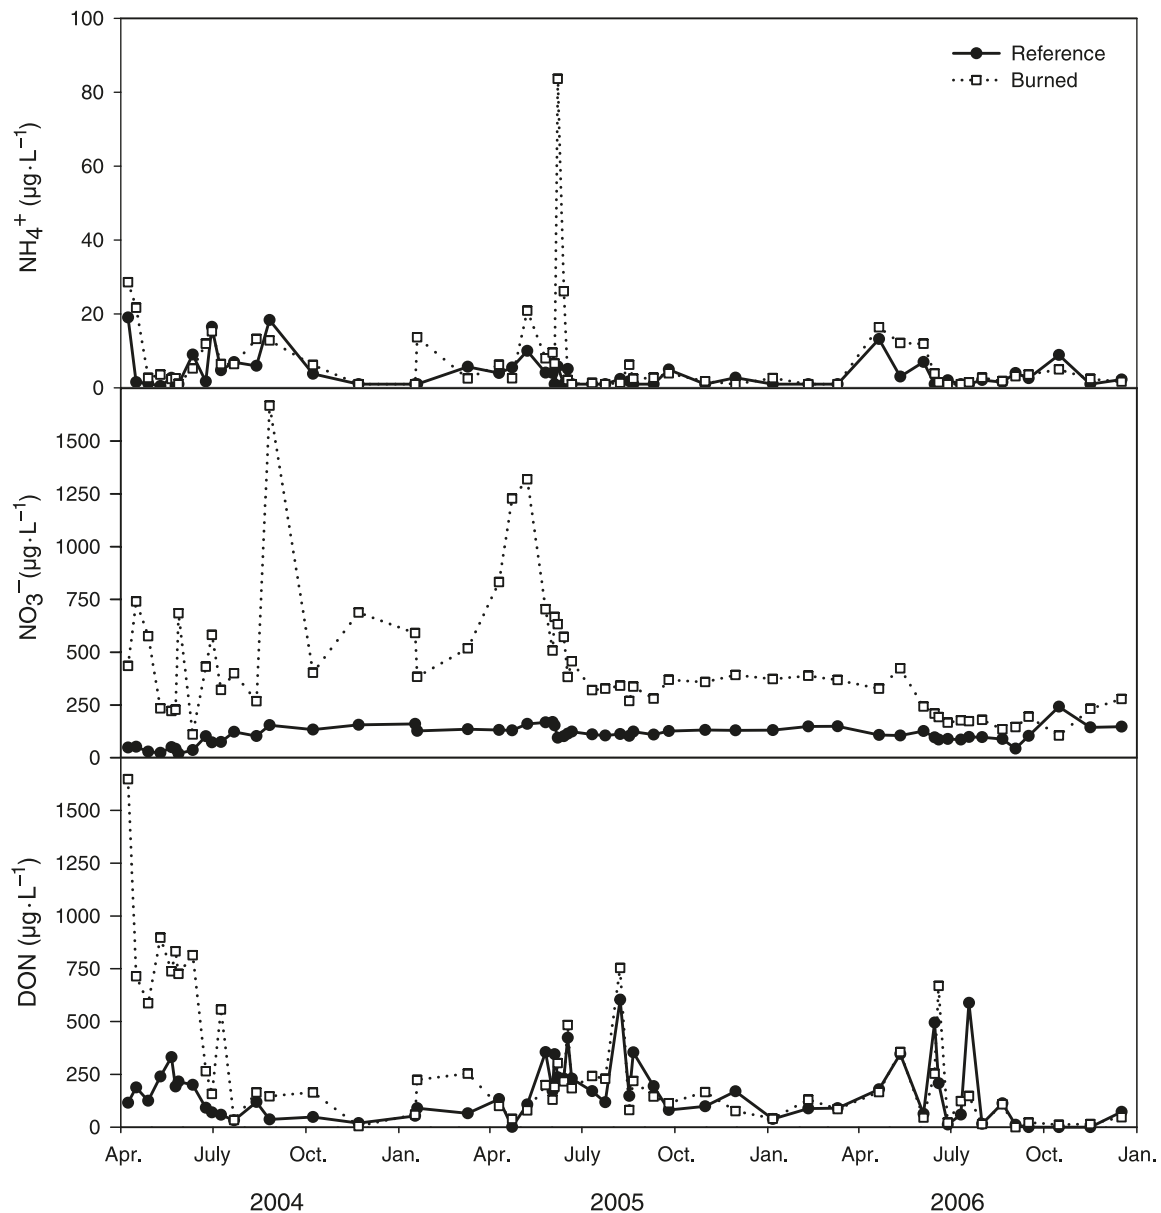 100
80
60
40
20
0
NH₄⁺ (µg·L⁻¹)
Reference
Burned
1500
1250
1000
750
500
250
0
NO₃⁻(µg·L⁻¹)
1500
1250
1000
750
500
250
0
DON (µg·L⁻¹)
Apr. July Oct. Jan. Apr. July Oct. Jan. Apr. July Oct. Jan.
2004 2005 2006